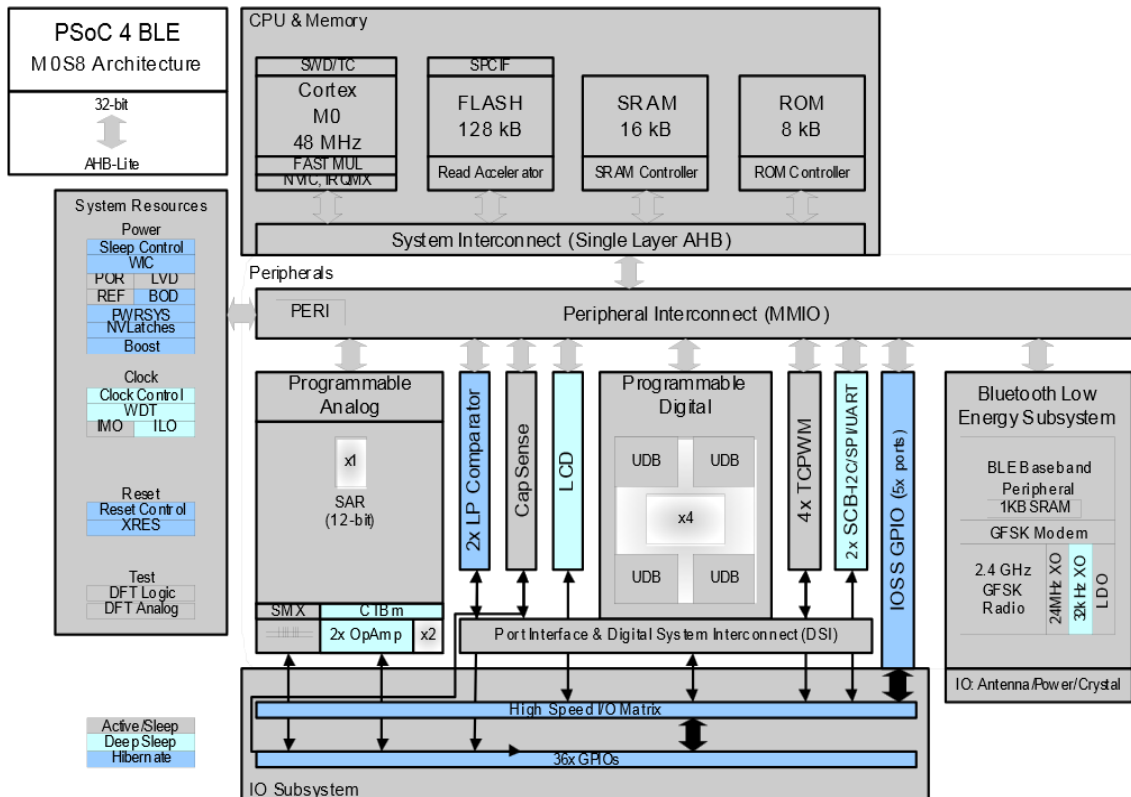 PSoC 4 BLE
M0S8 Architecture
32-bit
AHB-Lite
CPU & Memory
SWD/TC
Cortex
M0
48 MHz
FAST MUL
NVIC, IRQMX
SPCIF
FLASH
128 kB
Read Accelerator
SRAM
16 kB
SRAM Controller
ROM
8 kB
ROM Controller
System Interconnect (Single Layer AHB)
System Resources
Power
Sleep Control
WIC
POR LVD
REF BOD
PWRSYS
NVLatches
Boost
Clock
Clock Control
WDT
IMO ILO
Reset
Reset Control
XRES
Test
DFT Logic
DFT Analog
Peripherals
PERI
Peripheral Interconnect (MMIO)
Programmable
Analog
x1
SAR
(12-bit)
SMX
CTBm
2x OpAmp
x2
2x LP Comparator
CapSense
LCD
Programmable
Digital
UDB UDB
x4
UDB UDB
4x TCPWM
2x SCB-I2C/SPI/UART
IOSS GPIO (5x ports)
Port Interface & Digital System Interconnect (DSI)
Bluetooth Low
Energy Subsystem
BLE Baseband
Peripheral
1KB SRAM
GFSK Modem
2.4 GHz
GFSK
Radio
24MHz XO
32kHz XO
LDO
IO: Antenna/Power/Crystal
High Speed I/O Matrix
36x GPIOs
IO Subsystem
Active/Sleep
Deep Sleep
Hibernate